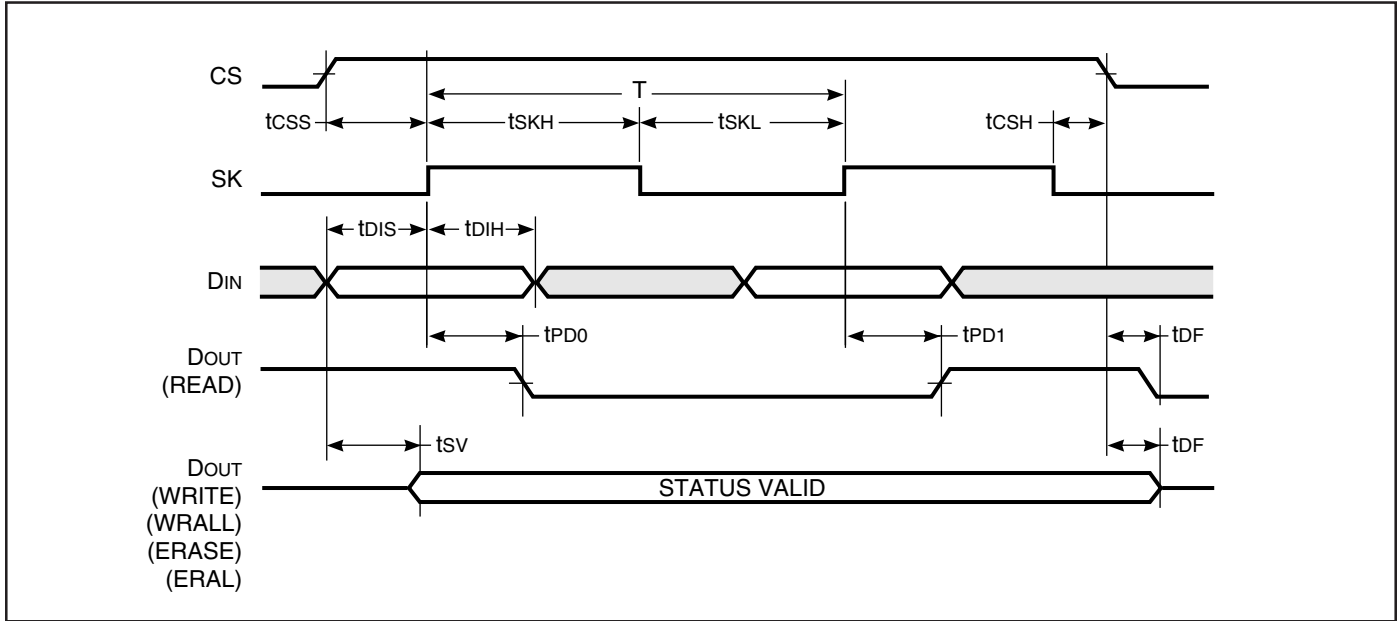 CS
T
tCSS
tSKH
tSKL
tCSH
SK
tDIS
tDIH
DIN
tPD0
tPD1
tDF
DOUT
(READ)
tSV
tDF
DOUT
(WRITE)
(WRALL)
(ERASE)
(ERAL)
STATUS VALID